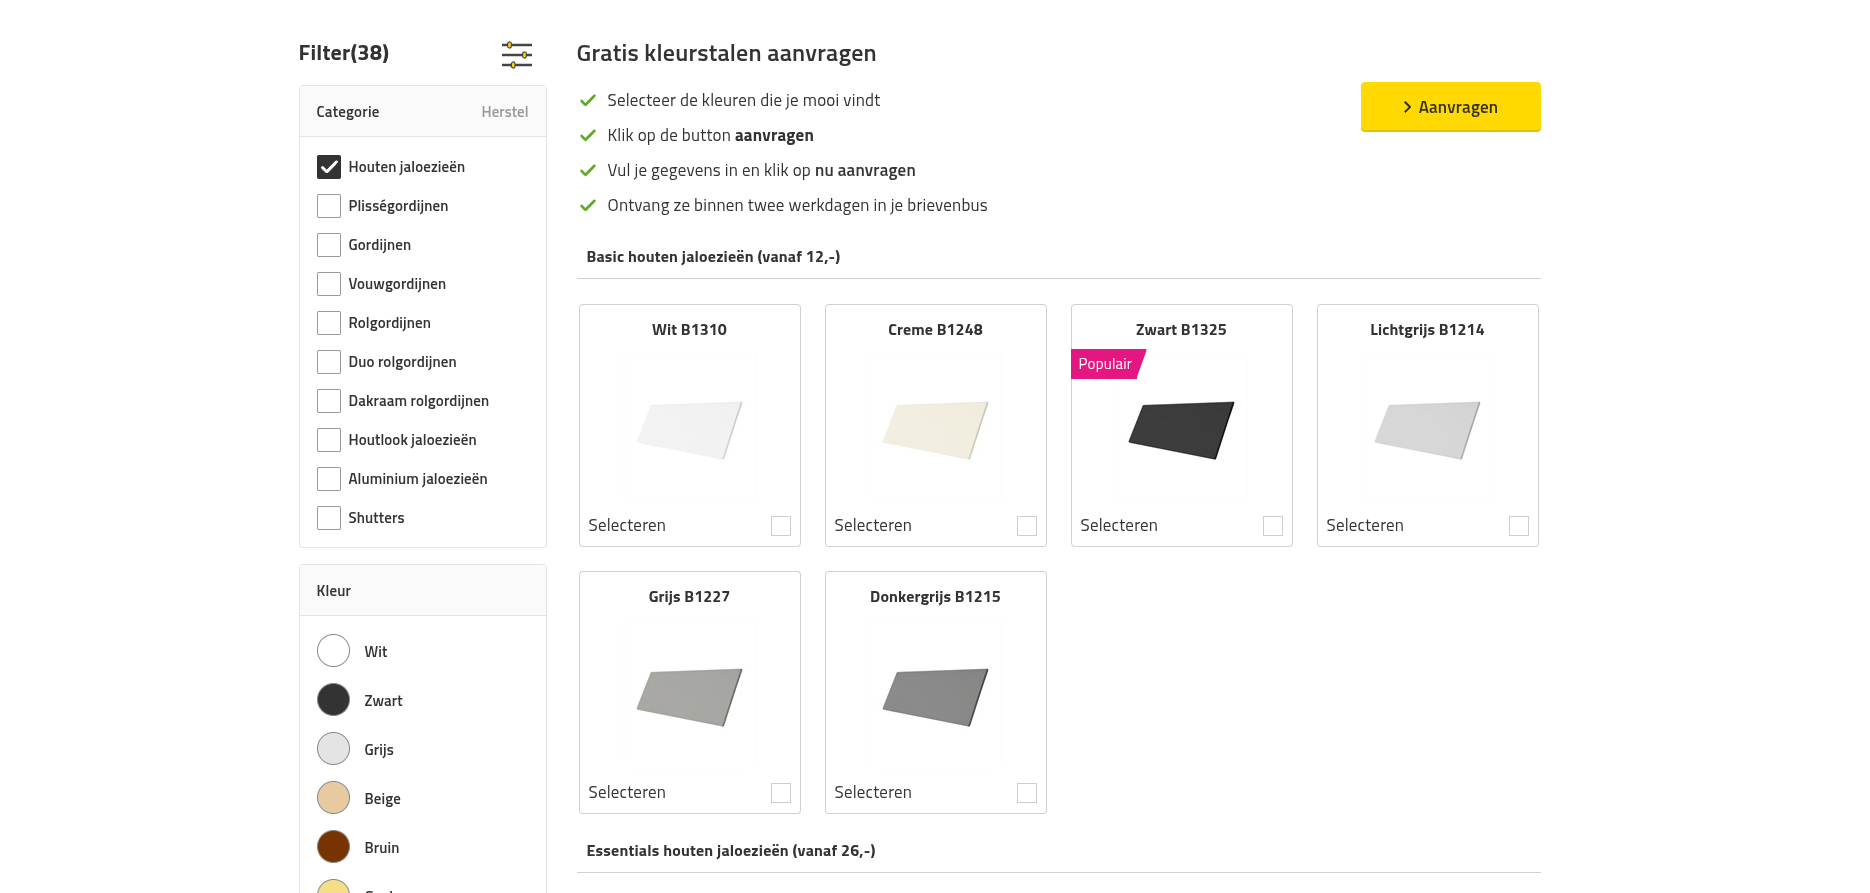 Filter(38)
Categorie
Herstel
Houten jaloezieën
Plisségordijnen
Gordijnen
Vouwgordijnen
Rolgordijnen
Duo rolgordijnen
Dakraam rolgordijnen
Houtlook jaloezieën
Aluminium jaloezieën
Shutters
Kleur
Wit
Zwart
Grijs
Beige
Bruin
Gratis kleurstalen aanvragen
Selecteer de kleuren die je mooi vindt
Klik op de button aanvragen
Vul je gegevens in en klik op nu aanvragen
Ontvang ze binnen twee werkdagen in je brievenbus
Aanvragen
Basic houten jaloezieën (vanaf 12,-)
Wit B1310
Selecteren
Creme B1248
Selecteren
Zwart B1325
Populair
Selecteren
Lichtgrijs B1214
Selecteren
Grijs B1227
Selecteren
Donkergrijs B1215
Selecteren
Essentials houten jaloezieën (vanaf 26,-)